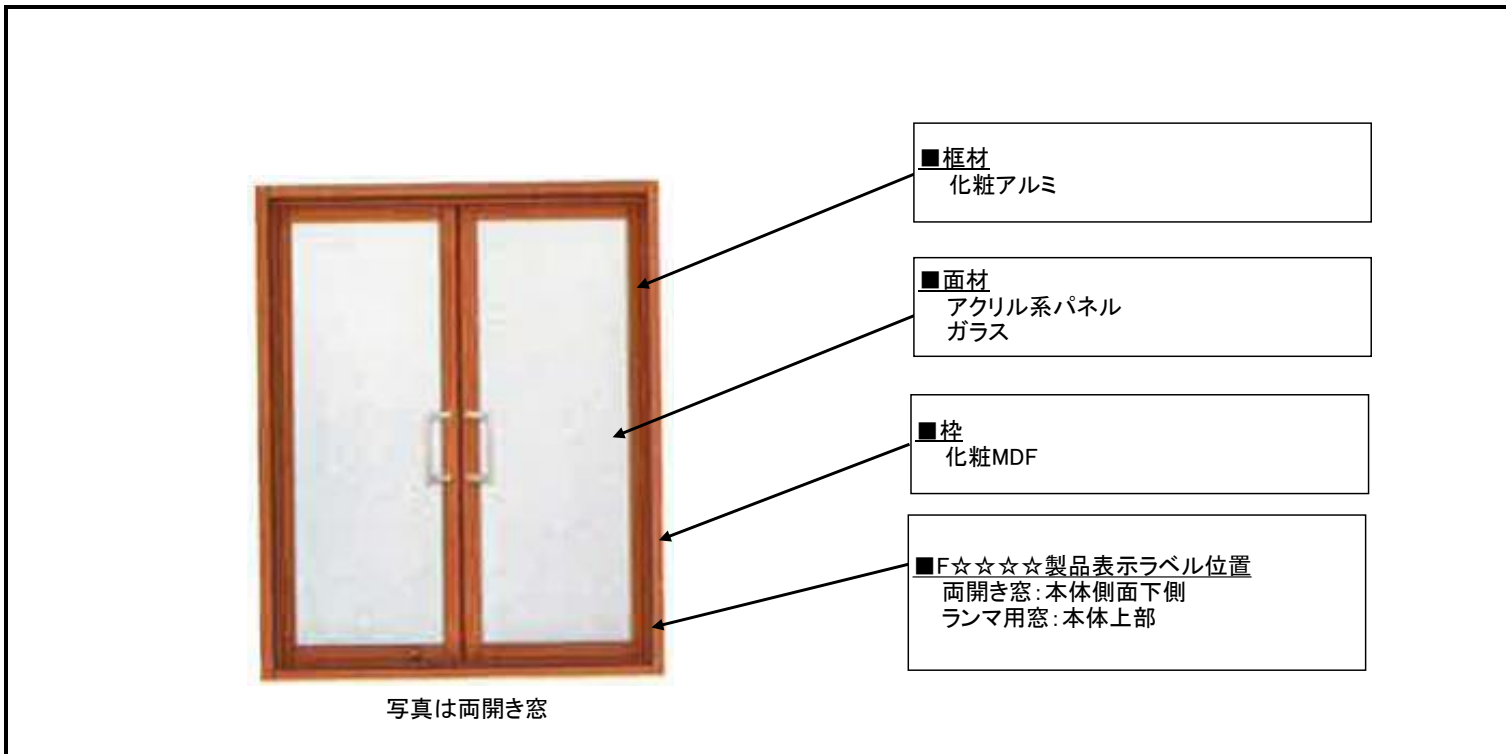 ■框材
化粧アルミ
■面材
アクリル系パネル
ガラス
■枠
化粧MDF
■F☆☆☆☆製品表示ラベル位置
両開き窓:本体側面下側
ランマ用窓:本体上部
写真は両開き窓